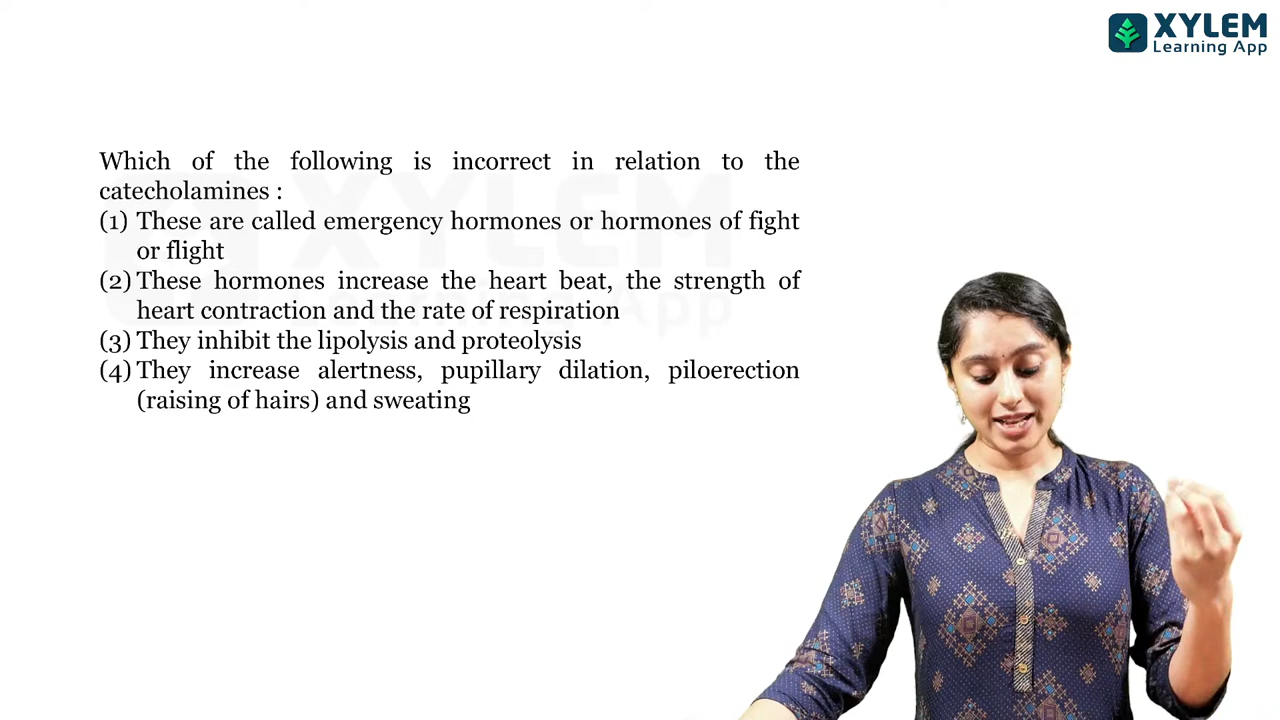 XYLEM
Learning App
Which of the following is incorrect in relation to the
catecholamines :
(1) These are called emergency hormones or hormones of fight
or flight
(2) These hormones increase the heart beat, the strength of
heart contraction and the rate of respiration
(3) They inhibit the lipolysis and proteolysis
(4) They increase alertness, pupillary dilation, piloerection
(raising of hairs) and sweating
XYLEM
Learning App